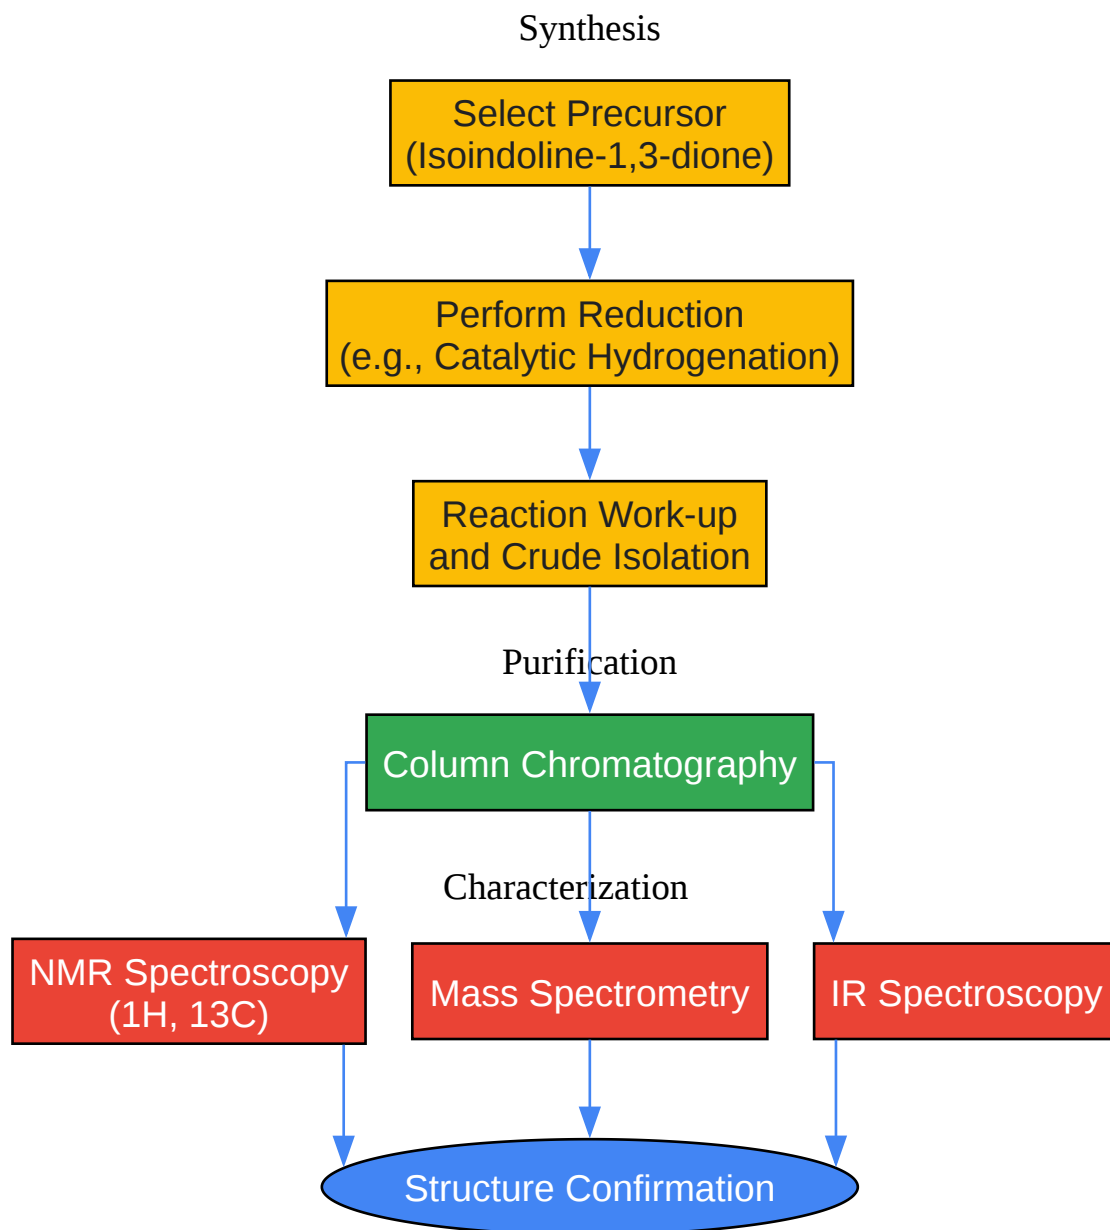 Synthesis
Select Precursor
(Isoindoline-1,3-dione)
Perform Reduction
(e.g., Catalytic Hydrogenation)
Reaction Work-up
and Crude Isolation
Purification
Column Chromatography
Characterization
NMR Spectroscopy
(1H, 13C)
Mass Spectrometry
IR Spectroscopy
Structure Confirmation